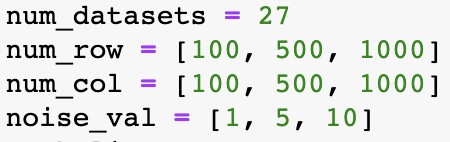 num_datasets = 27
num_row = [100, 500, 1000]
num_col = [100, 500, 1000]
noise_val = [1, 5, 10]